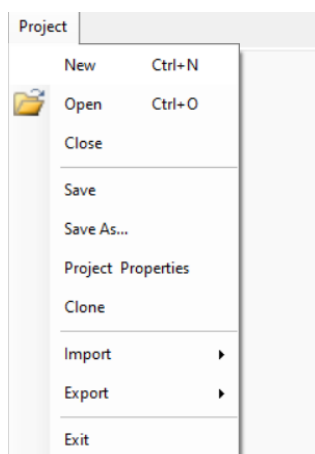 Project
New Ctrl+N
Open Ctrl+O
Close
Save
Save As...
Project Properties
Clone
Import
Export
Exit